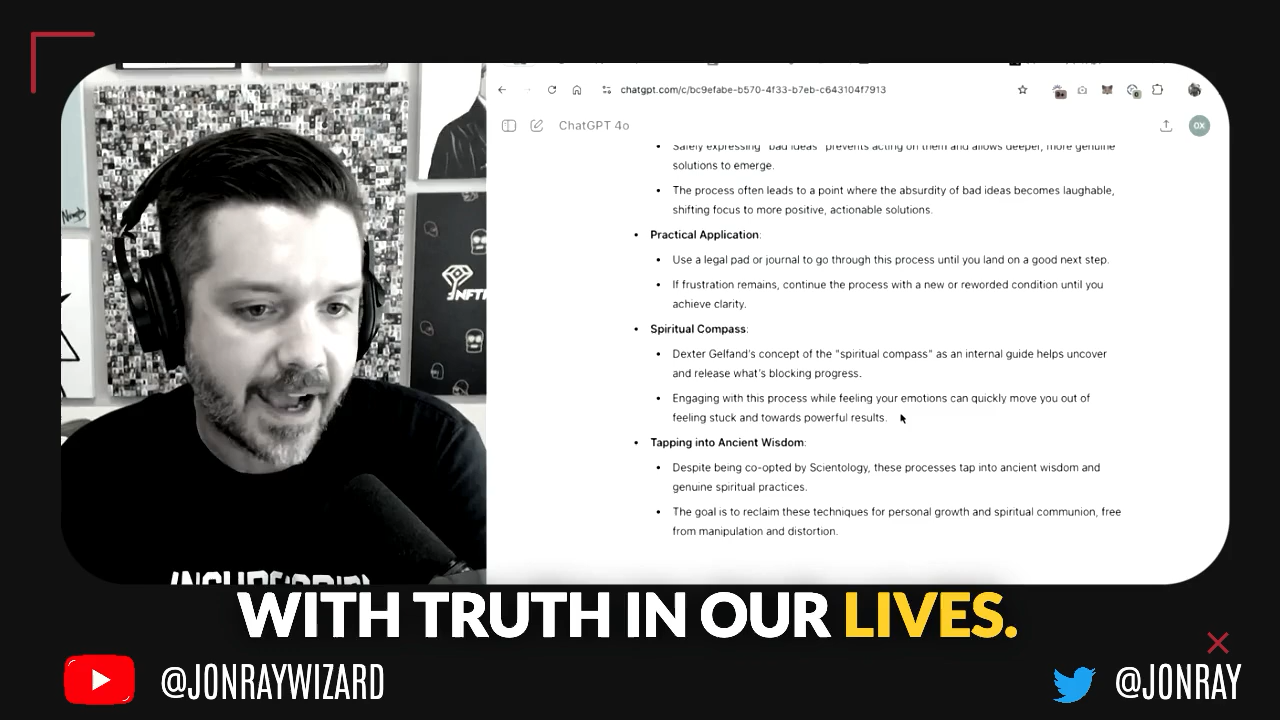 chatgpt.com/c/bc9efabe-b570-4f33-b7eb-c643104f7913
ChatGPT 4o
OX
Safely expressing "bad ideas" prevents acting on them and allows deeper, more genuine
solutions to emerge.
The process often leads to a point where the absurdity of bad ideas becomes laughable,
shifting focus to more positive, actionable solutions.
Practical Application:
Use a legal pad or journal to go through this process until you land on a good next step.
If frustration remains, continue the process with a new or reworded condition until you
achieve clarity.
Spiritual Compass:
Dexter Gelfand's concept of the "spiritual compass" as an internal guide helps uncover
and release what's blocking progress.
Engaging with this process while feeling your emotions can quickly move you out of
feeling stuck and towards powerful results.
Tapping into Ancient Wisdom:
Despite being co-opted by Scientology, these processes tap into ancient wisdom and
genuine spiritual practices.
The goal is to reclaim these techniques for personal growth and spiritual communion, free
from manipulation and distortion.
WITH TRUTH IN OUR LIVES.
@JONRAYWIZARD
@JONRAY